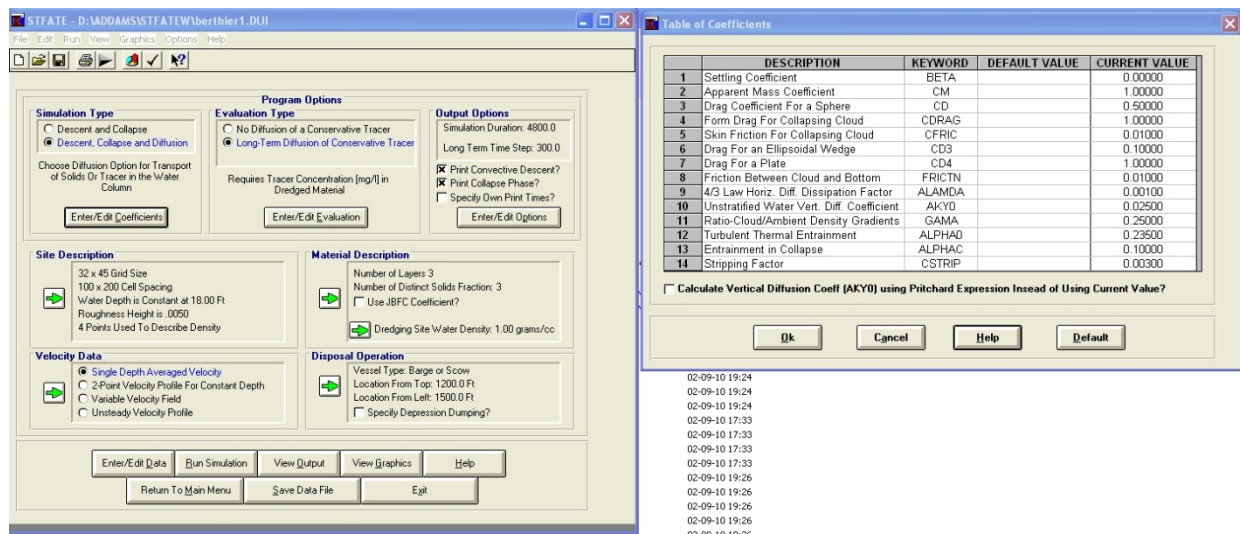 STFATE - D:\ADDAMS\STFATEW\berthier1.DUI
File Edit Run View Graphics Options Help
Program Options
Simulation Type
Descent and Collapse
Descent, Collapse and Diffusion
Choose Diffusion Option for Transport
of Solids Or Tracer in the Water
Column
Enter/Edit Coefficients
Evaluation Type
No Diffusion of a Conservative Tracer
Long-Term Diffusion of Conservative Tracer
Requires Tracer Concentration [mg/l] in
Dredged Material
Enter/Edit Evaluation
Output Options
Simulation Duration: 4800.0
Long Term Time Step: 300.0
Print Convective Descent?
Print Collapse Phase?
Specify Own Print Times?
Enter/Edit Options
Site Description
32 x 45 Grid Size
100 x 200 Cell Spacing
Water Depth is Constant at 18.00 Ft
Roughness Height is .0050
4 Points Used To Describe Density
Material Description
Number of Layers 3
Number of Distinct Solids Fraction: 3
Use JBFC Coefficient?
Dredging Site Water Density: 1.00 grams/cc
Velocity Data
Single Depth Averaged Velocity
2-Point Velocity Profile For Constant Depth
Variable Velocity Field
Unsteady Velocity Profile
Disposal Operation
Vessel Type: Barge or Scow
Location From Top: 1200.0 Ft
Location From Left: 1500.0 Ft
Specify Depression Dumping?
Enter/Edit Data Run Simulation View Output View Graphics Help
Return To Main Menu Save Data File Exit
Table of Coefficients
DESCRIPTION KEYWORD DEFAULT VALUE CURRENT VALUE
1 Settling Coefficient BETA 0.00000
2 Apparent Mass Coefficient CM 1.00000
3 Drag Coefficient For a Sphere CD 0.50000
4 Form Drag For Collapsing Cloud CDRAG 1.00000
5 Skin Friction For Collapsing Cloud CFRIC 0.01000
6 Drag For an Ellipsoidal Wedge CD3 0.10000
7 Drag For a Plate CD4 1.00000
8 Friction Between Cloud and Bottom FRICTN 0.01000
9 4/3 Law Horiz. Diff. Dissipation Factor ALAMDA 0.00100
10 Unstratified Water Vert. Diff. Coefficient AKY0 0.02500
11 Ratio-Cloud/Ambient Density Gradients GAMA 0.25000
12 Turbulent Thermal Entrainment ALPHA0 0.23500
13 Entrainment in Collapse ALPHAC 0.10000
14 Stripping Factor CSTRIP 0.00300
Calculate Vertical Diffusion Coeff (AKY0) using Pritchard Expression Insead of Using Current Value?
Ok Cancel Help Default
02-09-10 19:24
02-09-10 19:24
02-09-10 19:24
02-09-10 17:33
02-09-10 17:33
02-09-10 17:33
02-09-10 17:33
02-09-10 19:26
02-09-10 19:26
02-09-10 19:26
02-09-10 19:26